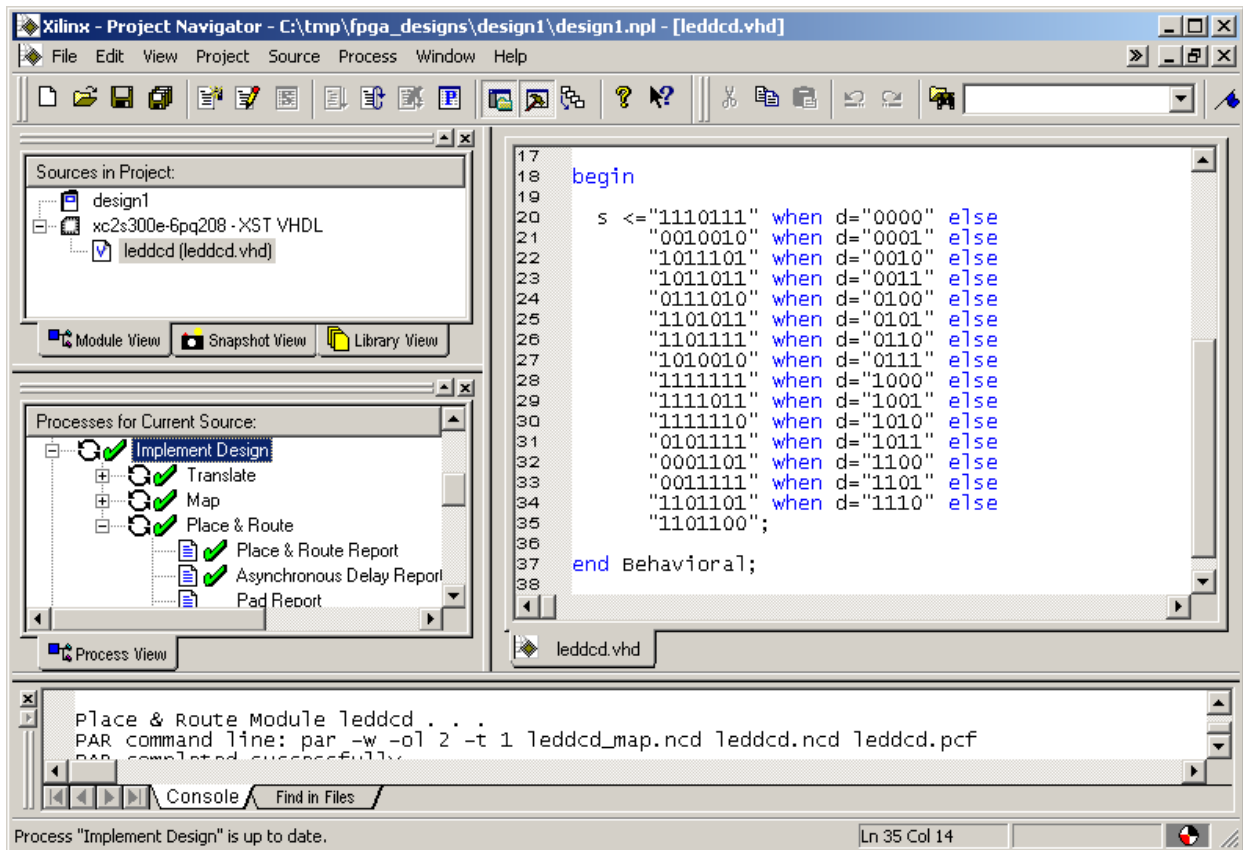 Xilinx - Project Navigator - C:\tmp\fpga_designs\design1\design1.npl - [leddcd.vhd]
File Edit View Project Source Process Window Help
Sources in Project:
design1
xc2s300e-6pq208 - XST VHDL
leddcd (leddcd.vhd)
Module View Snapshot View Library View
Processes for Current Source:
Implement Design
Translate
Map
Place & Route
Place & Route Report
Asynchronous Delay Report
Pad Report
Process View
17
18 begin
19
20 s <="1110111" when d="0000" else
21 "0010010" when d="0001" else
22 "1011101" when d="0010" else
23 "1011011" when d="0011" else
24 "0111010" when d="0100" else
25 "1101011" when d="0101" else
26 "1101111" when d="0110" else
27 "1010010" when d="0111" else
28 "1111111" when d="1000" else
29 "1111011" when d="1001" else
30 "1111110" when d="1010" else
31 "0101111" when d="1011" else
32 "0001101" when d="1100" else
33 "0011111" when d="1101" else
34 "1101101" when d="1110" else
35 "1101100";
36
37 end Behavioral;
38
leddcd.vhd
Place & Route Module leddcd . . .
PAR command line: par -w -ol 2 -t 1 leddcd_map.ncd leddcd.ncd leddcd.pcf
PAR completed successfully
Console Find in Files
Process "Implement Design" is up to date.
Ln 35 Col 14